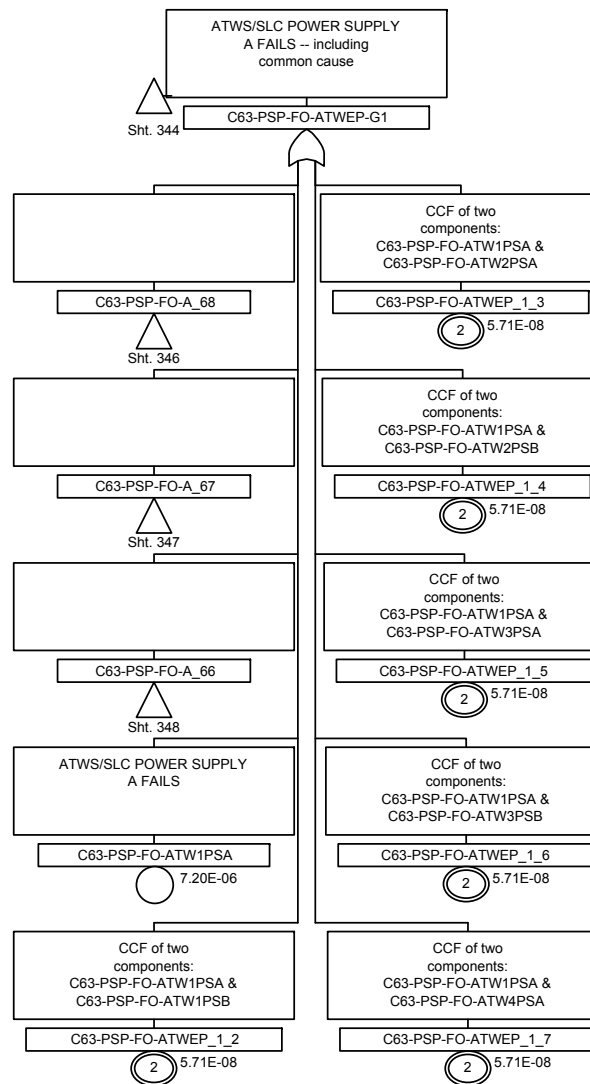 ATWS/SLC POWER SUPPLY
A FAILS -- including
common cause
Sht. 344
C63-PSP-FO-ATWEP-G1
C63-PSP-FO-A_68
Sht. 346
CCF of two
components:
C63-PSP-FO-ATW1PSA &
C63-PSP-FO-ATW2PSA
C63-PSP-FO-ATWEP_1_3
2
5.71E-08
C63-PSP-FO-A_67
Sht. 347
CCF of two
components:
C63-PSP-FO-ATW1PSA &
C63-PSP-FO-ATW2PSB
C63-PSP-FO-ATWEP_1_4
2
5.71E-08
C63-PSP-FO-A_66
Sht. 348
CCF of two
components:
C63-PSP-FO-ATW1PSA &
C63-PSP-FO-ATW3PSA
C63-PSP-FO-ATWEP_1_5
2
5.71E-08
ATWS/SLC POWER SUPPLY
A FAILS
C63-PSP-FO-ATW1PSA
7.20E-06
CCF of two
components:
C63-PSP-FO-ATW1PSA &
C63-PSP-FO-ATW3PSB
C63-PSP-FO-ATWEP_1_6
2
5.71E-08
CCF of two
components:
C63-PSP-FO-ATW1PSA &
C63-PSP-FO-ATW1PSB
C63-PSP-FO-ATWEP_1_2
2
5.71E-08
CCF of two
components:
C63-PSP-FO-ATW1PSA &
C63-PSP-FO-ATW4PSA
C63-PSP-FO-ATWEP_1_7
2
5.71E-08